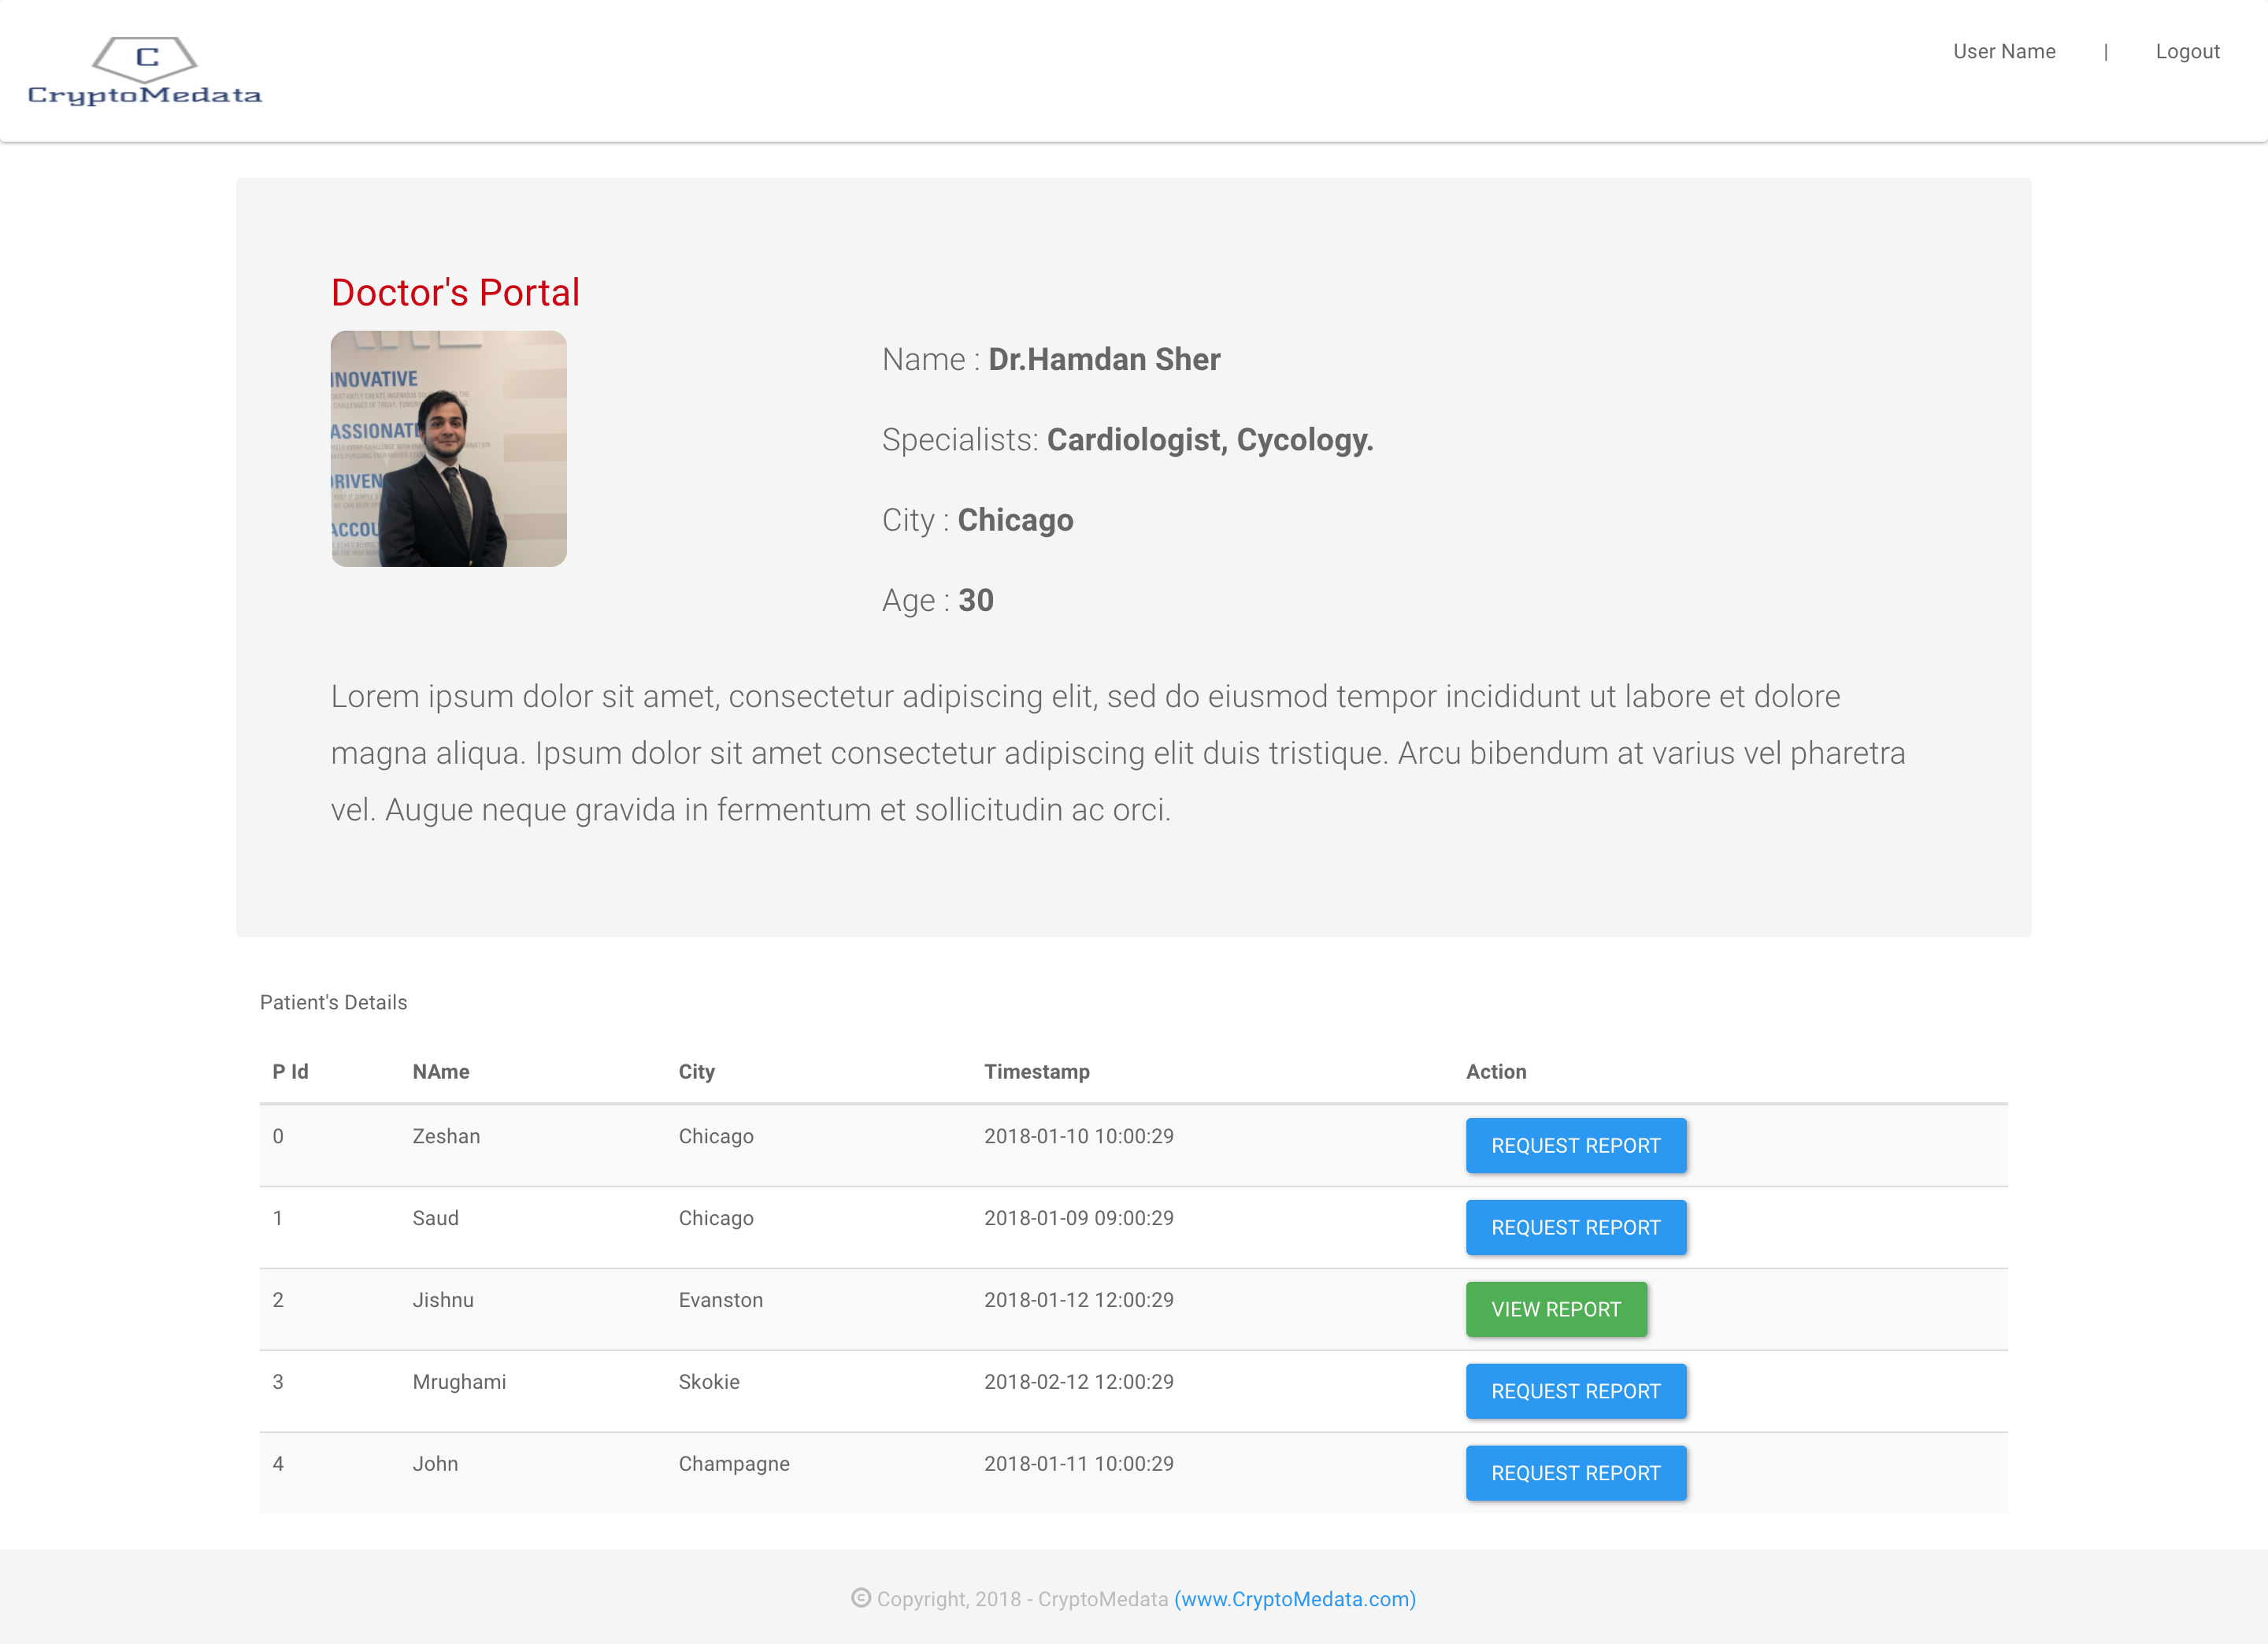 C
CryptoMedata
User Name | Logout
Doctor's Portal
INNOVATIVE
DRIVEN
Name : Dr.Hamdan Sher
Specialists: Cardiologist, Cycology.
City : Chicago
Age : 30
Lorem ipsum dolor sit amet, consectetur adipiscing elit, sed do eiusmod tempor incididunt ut labore et dolore
magna aliqua. Ipsum dolor sit amet consectetur adipiscing elit duis tristique. Arcu bibendum at varius vel pharetra
vel. Augue neque gravida in fermentum et sollicitudin ac orci.
Patient's Details
P Id NAme City Timestamp Action
0 Zeshan Chicago 2018-01-10 10:00:29 REQUEST REPORT
1 Saud Chicago 2018-01-09 09:00:29 REQUEST REPORT
2 Jishnu Evanston 2018-01-12 12:00:29 VIEW REPORT
3 Mrughami Skokie 2018-02-12 12:00:29 REQUEST REPORT
4 John Champagne 2018-01-11 10:00:29 REQUEST REPORT
© Copyright, 2018 - CryptoMedata (www.CryptoMedata.com)